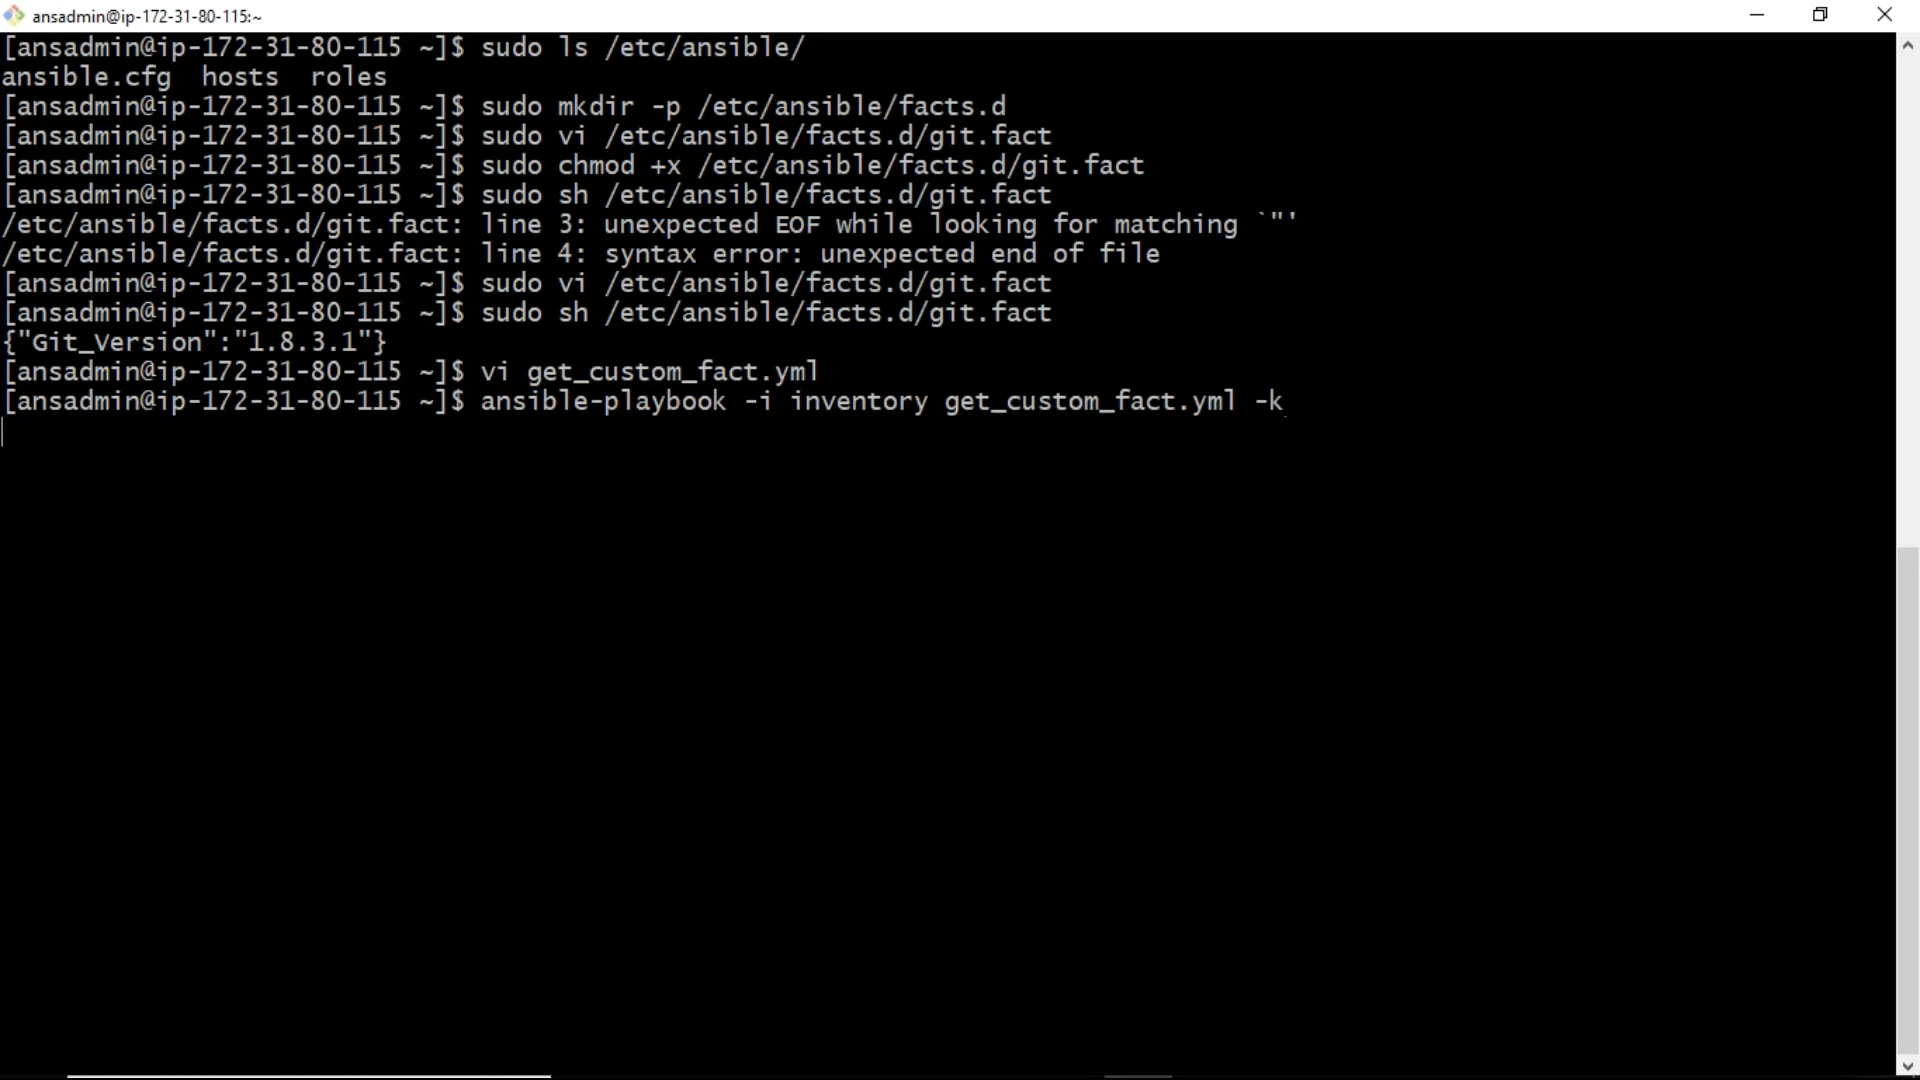 ansadmin@ip-172-31-80-115:~
[ansadmin@ip-172-31-80-115 ~]$ sudo ls /etc/ansible/
ansible.cfg  hosts  roles
[ansadmin@ip-172-31-80-115 ~]$ sudo mkdir -p /etc/ansible/facts.d
[ansadmin@ip-172-31-80-115 ~]$ sudo vi /etc/ansible/facts.d/git.fact
[ansadmin@ip-172-31-80-115 ~]$ sudo chmod +x /etc/ansible/facts.d/git.fact
[ansadmin@ip-172-31-80-115 ~]$ sudo sh /etc/ansible/facts.d/git.fact
/etc/ansible/facts.d/git.fact: line 3: unexpected EOF while looking for matching `"'
/etc/ansible/facts.d/git.fact: line 4: syntax error: unexpected end of file
[ansadmin@ip-172-31-80-115 ~]$ sudo vi /etc/ansible/facts.d/git.fact
[ansadmin@ip-172-31-80-115 ~]$ sudo sh /etc/ansible/facts.d/git.fact
{"Git_Version":"1.8.3.1"}
[ansadmin@ip-172-31-80-115 ~]$ vi get_custom_fact.yml
[ansadmin@ip-172-31-80-115 ~]$ ansible-playbook -i inventory get_custom_fact.yml -k